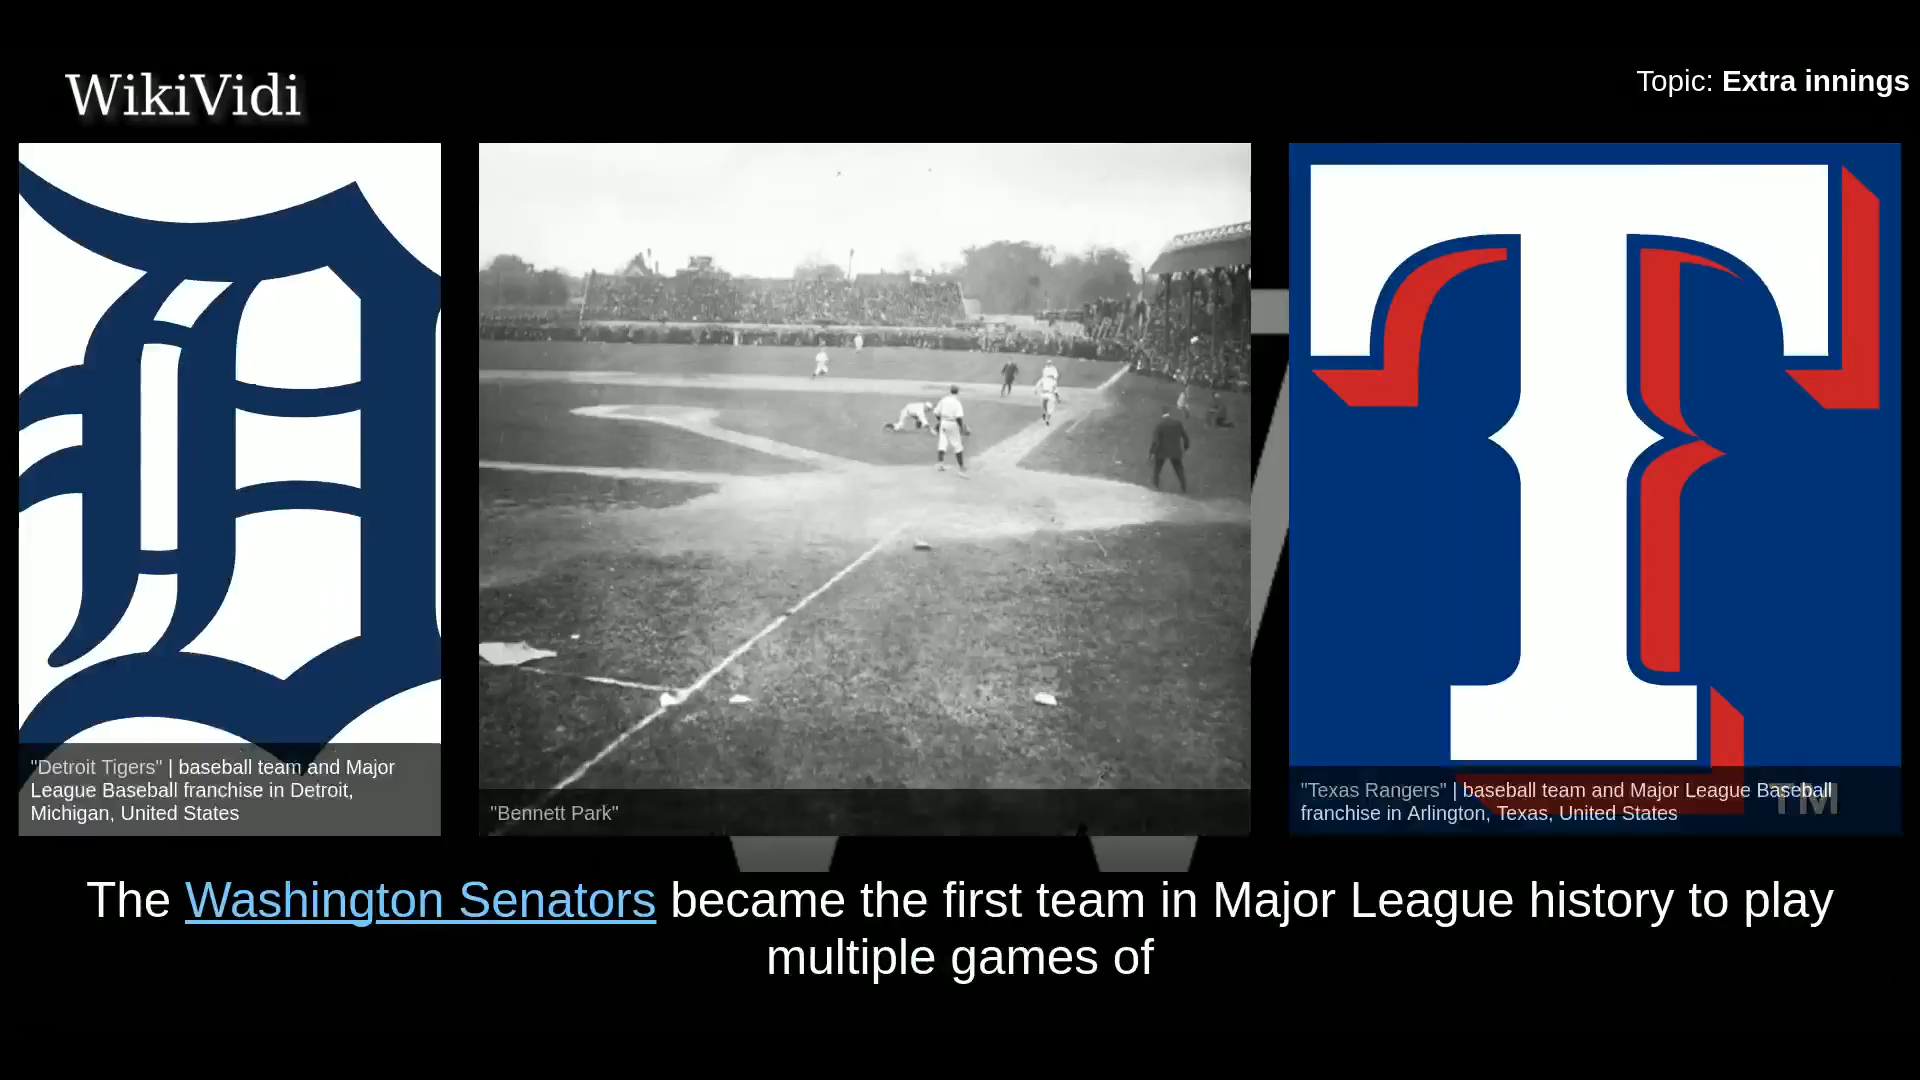 WikiVidi
Topic: Extra innings
"Detroit Tigers" | baseball team and Major
League Baseball franchise in Detroit,
Michigan, United States
"Bennett Park"
TM
"Texas Rangers" | baseball team and Major League Baseball
franchise in Arlington, Texas, United States
The Washington Senators became the first team in Major League history to play
multiple games of